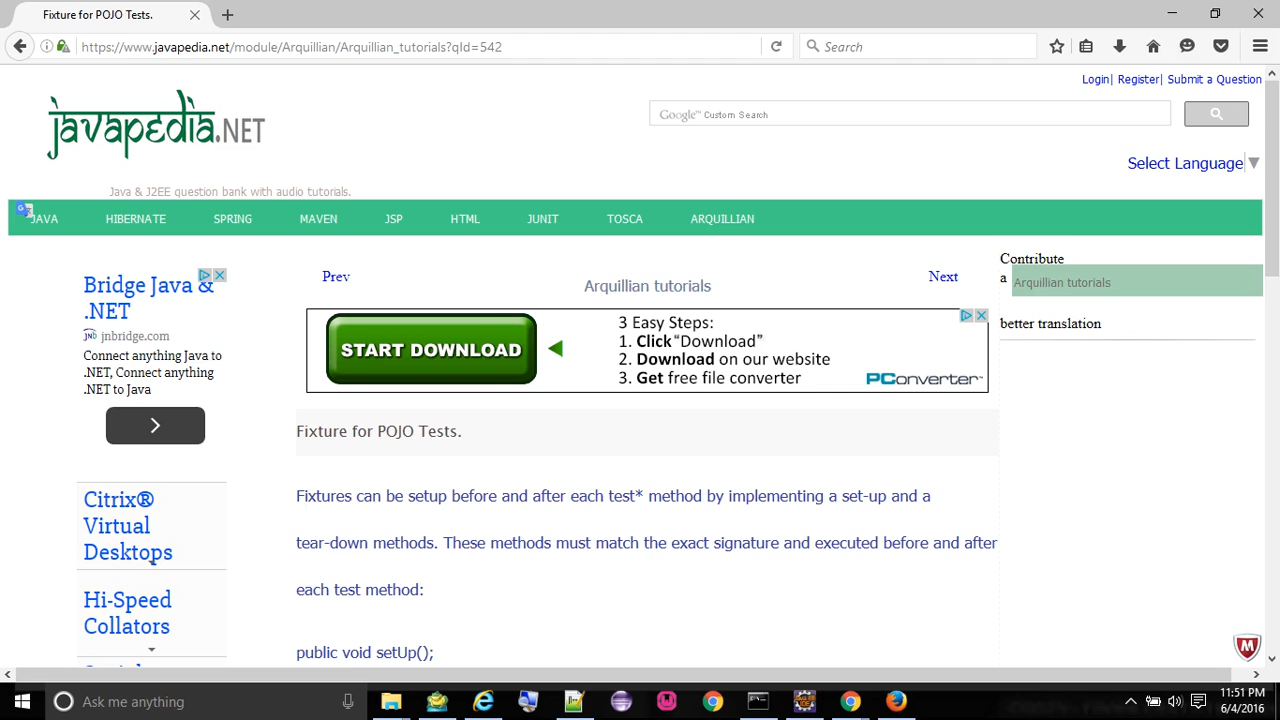 Fixture for POJO Tests.
https://www.javapedia.net/module/Arquillian/Arquillian_tutorials?qId=542
Search
Login| Register| Submit a Question
javapedia.NET
Google™ Custom Search
Select Language ▼
Java & J2EE question bank with audio tutorials.
JAVA HIBERNATE SPRING MAVEN JSP HTML JUNIT TOSCA ARQUILLIAN
Contribute
a
Arquillian tutorials
better translation
Prev
Arquillian tutorials
Next
Bridge Java &
.NET
jnbridge.com
Connect anything Java to
.NET, Connect anything
.NET to Java
START DOWNLOAD
3 Easy Steps:
1. Click “Download”
2. Download on our website
3. Get free file converter
PCONVERTER™
Citrix®
Virtual
Desktops
Hi-Speed
Collators
Fixture for POJO Tests.
Fixtures can be setup before and after each test* method by implementing a set-up and a
tear-down methods. These methods must match the exact signature and executed before and after
each test method:
public void setUp();
Ask me anything
11:51 PM
6/4/2016